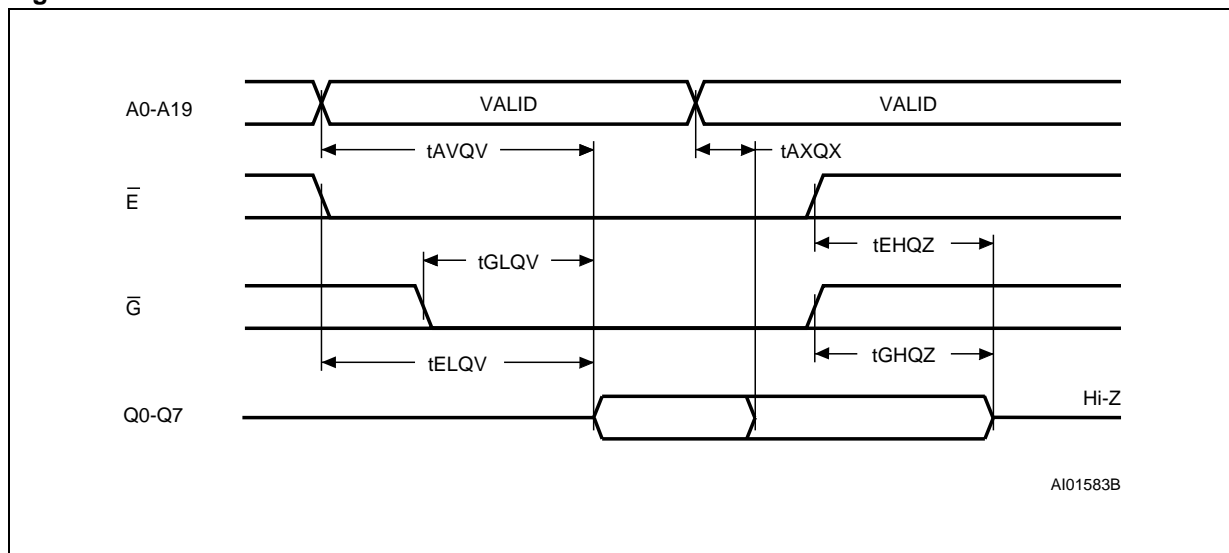 A0-A19
VALID
VALID
tAVQV
tAXQX
E̅
tEHQZ
tGLQV
G̅
tELQV
tGHQZ
Q0-Q7
Hi-Z
AI01583B